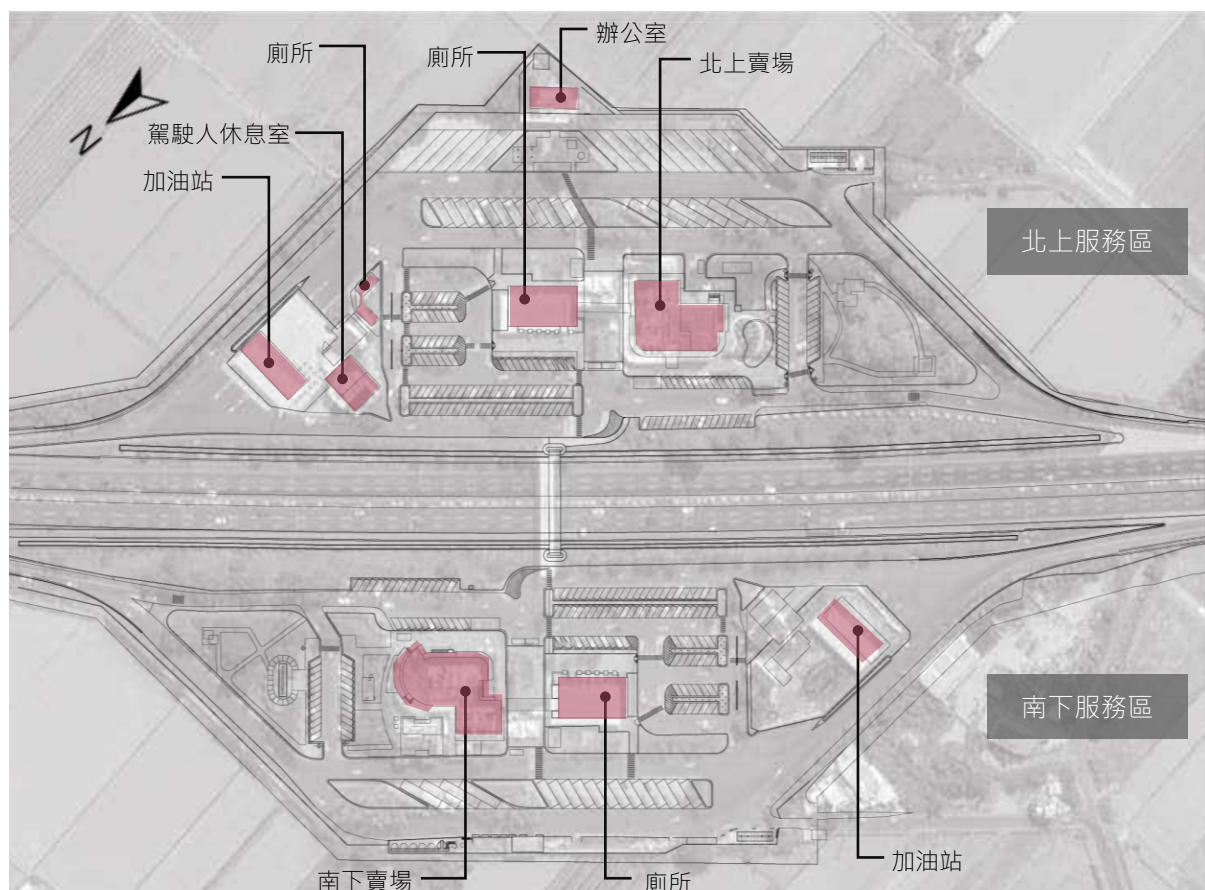 辦公室
廁所
廁所
北上賣場
駕駛人休息室
加油站
N
北上服務區
南下服務區
加油站
南下賣場
廁所